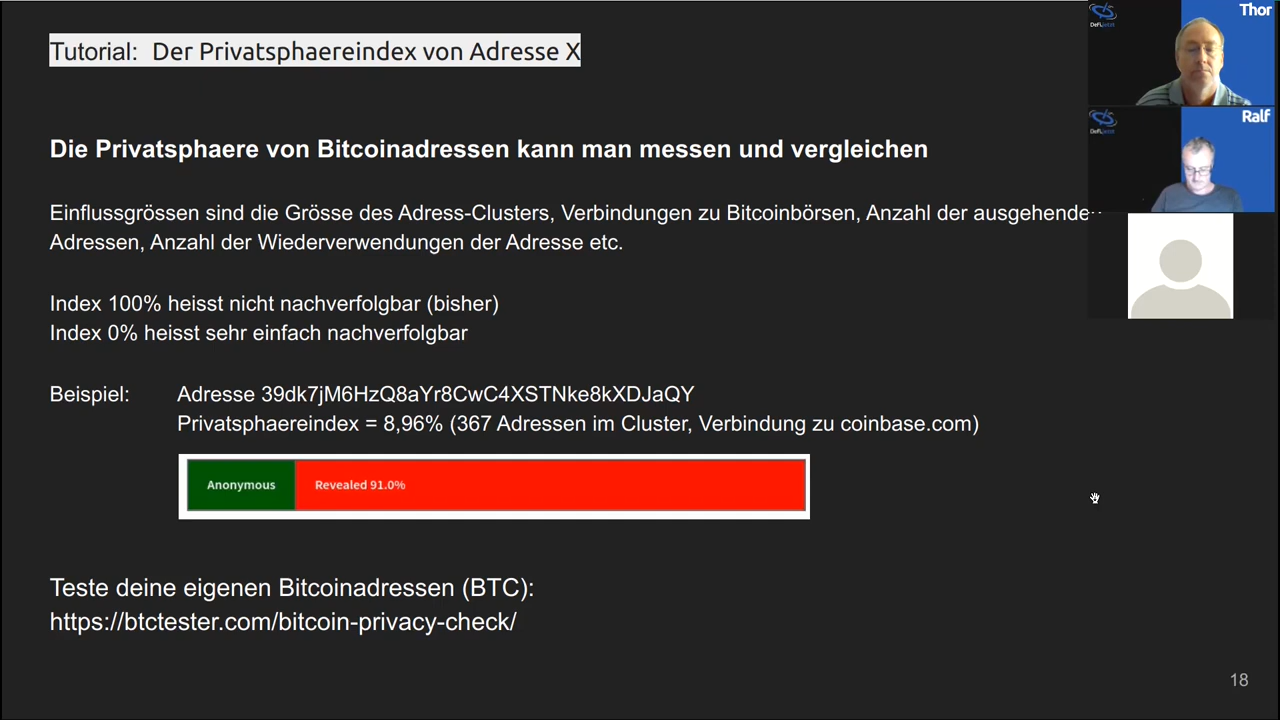 Tutorial: Der Privatsphaereindex von Adresse X
Die Privatsphaere von Bitcoinadressen kann man messen und vergleichen
Einflussgrössen sind die Grösse des Adress-Clusters, Verbindungen zu Bitcoinbörsen, Anzahl der ausgehenden
Adressen, Anzahl der Wiederverwendungen der Adresse etc.
Index 100% heisst nicht nachverfolgbar (bisher)
Index 0% heisst sehr einfach nachverfolgbar
Beispiel: Adresse 39dk7jM6HzQ8aYr8CwC4XSTNke8kXDJaQY
Privatsphaereindex = 8,96% (367 Adressen im Cluster, Verbindung zu coinbase.com)
Anonymous Revealed 91.0%
Teste deine eigenen Bitcoinadressen (BTC):
https://btctester.com/bitcoin-privacy-check/
18
Thor
Ralf